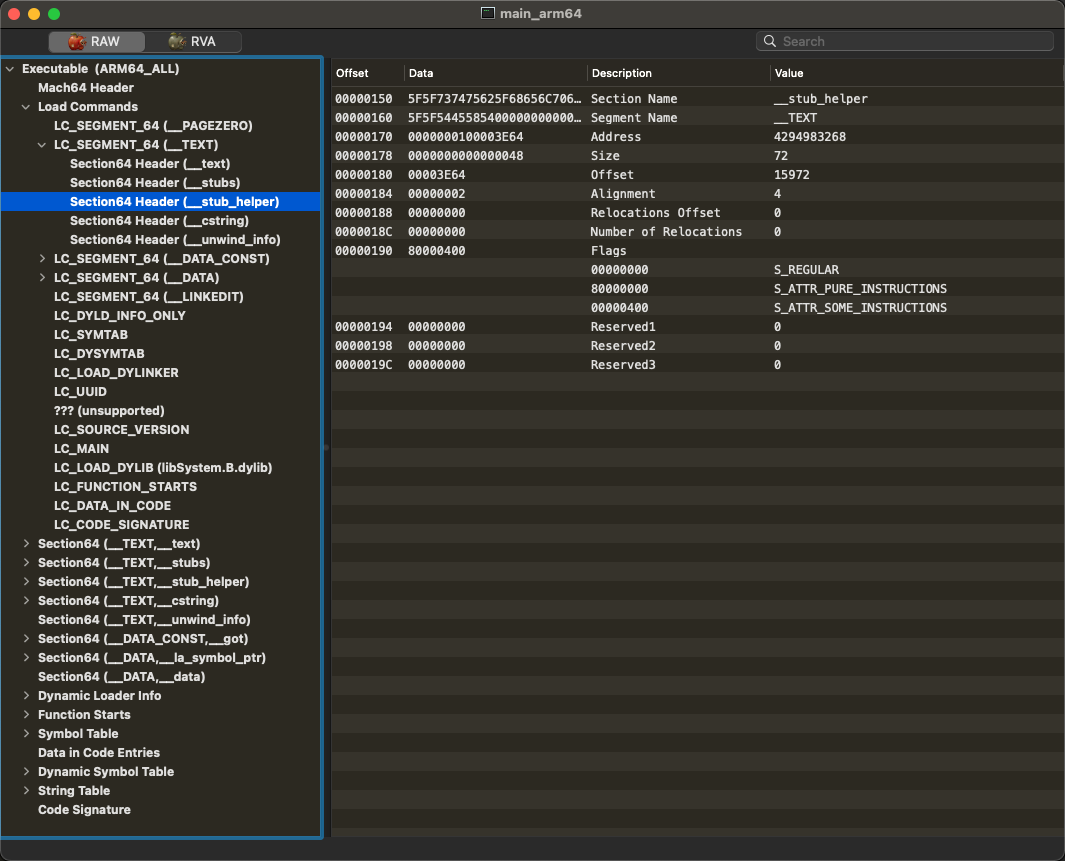 main_arm64
RAW RVA Search
Executable (ARM64_ALL)
Mach64 Header
Load Commands
LC_SEGMENT_64 (__PAGEZERO)
LC_SEGMENT_64 (__TEXT)
Section64 Header (__text)
Section64 Header (__stubs)
Section64 Header (__stub_helper)
Section64 Header (__cstring)
Section64 Header (__unwind_info)
LC_SEGMENT_64 (__DATA_CONST)
LC_SEGMENT_64 (__DATA)
LC_SEGMENT_64 (__LINKEDIT)
LC_DYLD_INFO_ONLY
LC_SYMTAB
LC_DYSYMTAB
LC_LOAD_DYLINKER
LC_UUID
??? (unsupported)
LC_SOURCE_VERSION
LC_MAIN
LC_LOAD_DYLIB (libSystem.B.dylib)
LC_FUNCTION_STARTS
LC_DATA_IN_CODE
LC_CODE_SIGNATURE
Section64 (__TEXT,__text)
Section64 (__TEXT,__stubs)
Section64 (__TEXT,__stub_helper)
Section64 (__TEXT,__cstring)
Section64 (__TEXT,__unwind_info)
Section64 (__DATA_CONST,__got)
Section64 (__DATA,__la_symbol_ptr)
Section64 (__DATA,__data)
Dynamic Loader Info
Function Starts
Symbol Table
Data in Code Entries
Dynamic Symbol Table
String Table
Code Signature
Offset Data Description Value
00000150 5F5F737475625F68656C706… Section Name __stub_helper
00000160 5F5F5445585400000000000… Segment Name __TEXT
00000170 0000000100003E64 Address 4294983268
00000178 0000000000000048 Size 72
00000180 00003E64 Offset 15972
00000184 00000002 Alignment 4
00000188 00000000 Relocations Offset 0
0000018C 00000000 Number of Relocations 0
00000190 80000400 Flags
00000000 S_REGULAR
80000000 S_ATTR_PURE_INSTRUCTIONS
00000400 S_ATTR_SOME_INSTRUCTIONS
00000194 00000000 Reserved1 0
00000198 00000000 Reserved2 0
0000019C 00000000 Reserved3 0